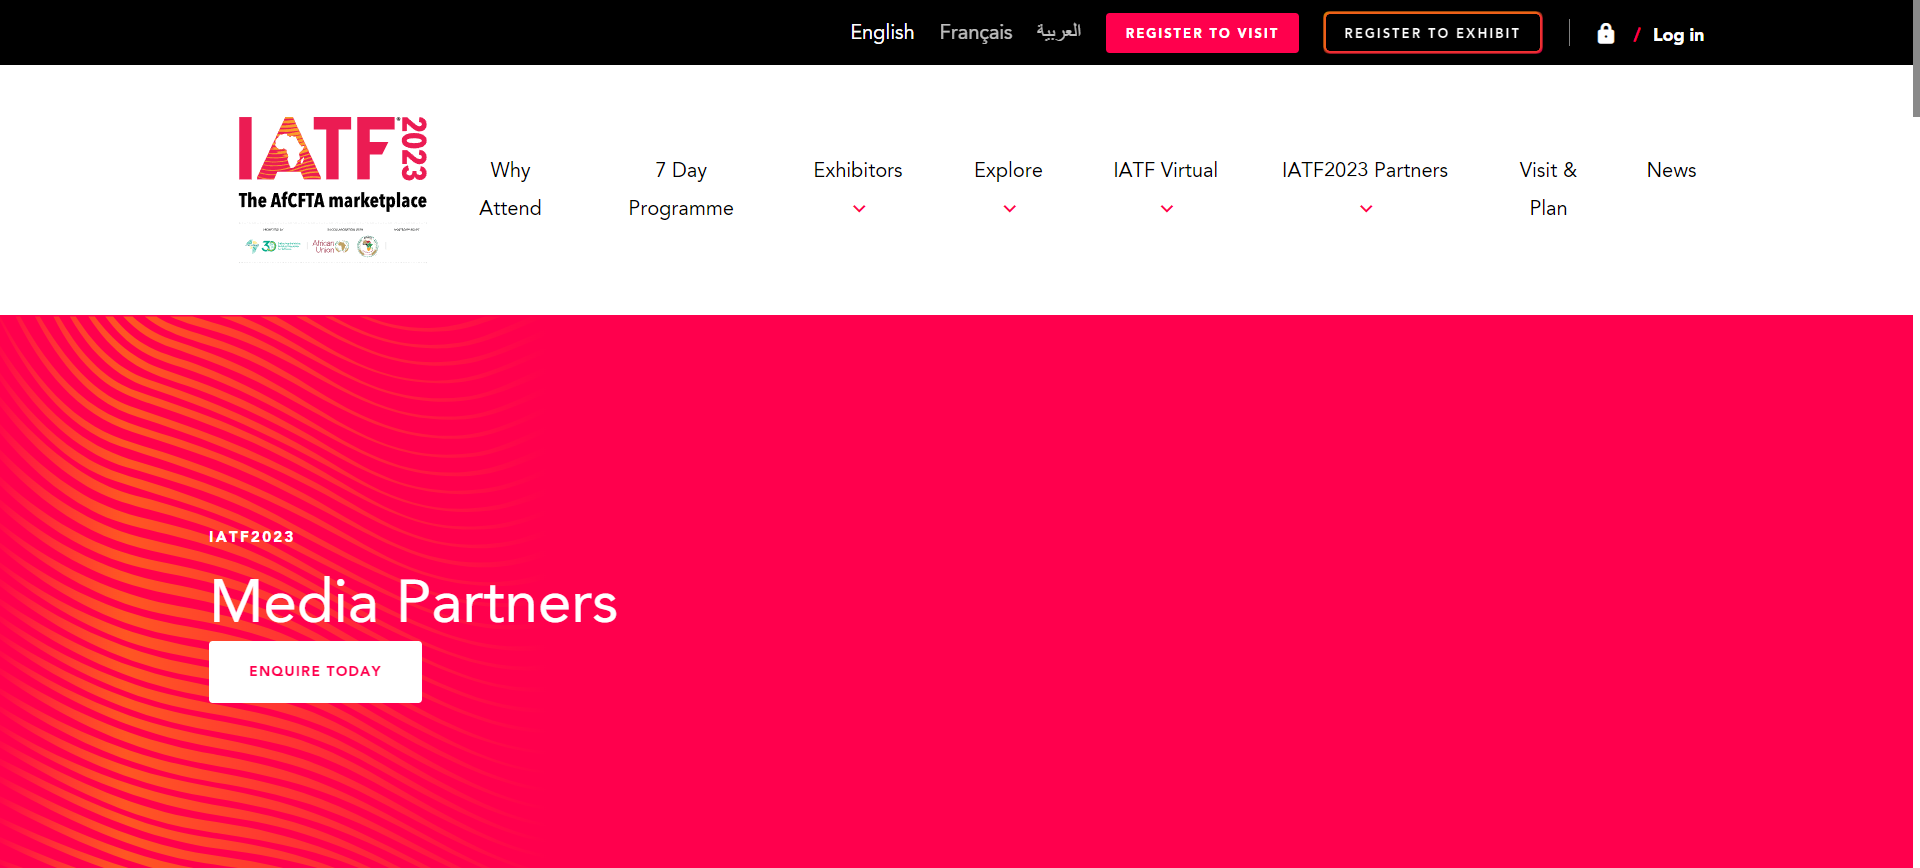 English Français العربية REGISTER TO VISIT REGISTER TO EXHIBIT / Log in
IATF 2023
The AfCFTA marketplace
African Union
Why Attend
7 Day Programme
Exhibitors
Explore
IATF Virtual
IATF2023 Partners
Visit & Plan
News
IATF2023
Media Partners
ENQUIRE TODAY